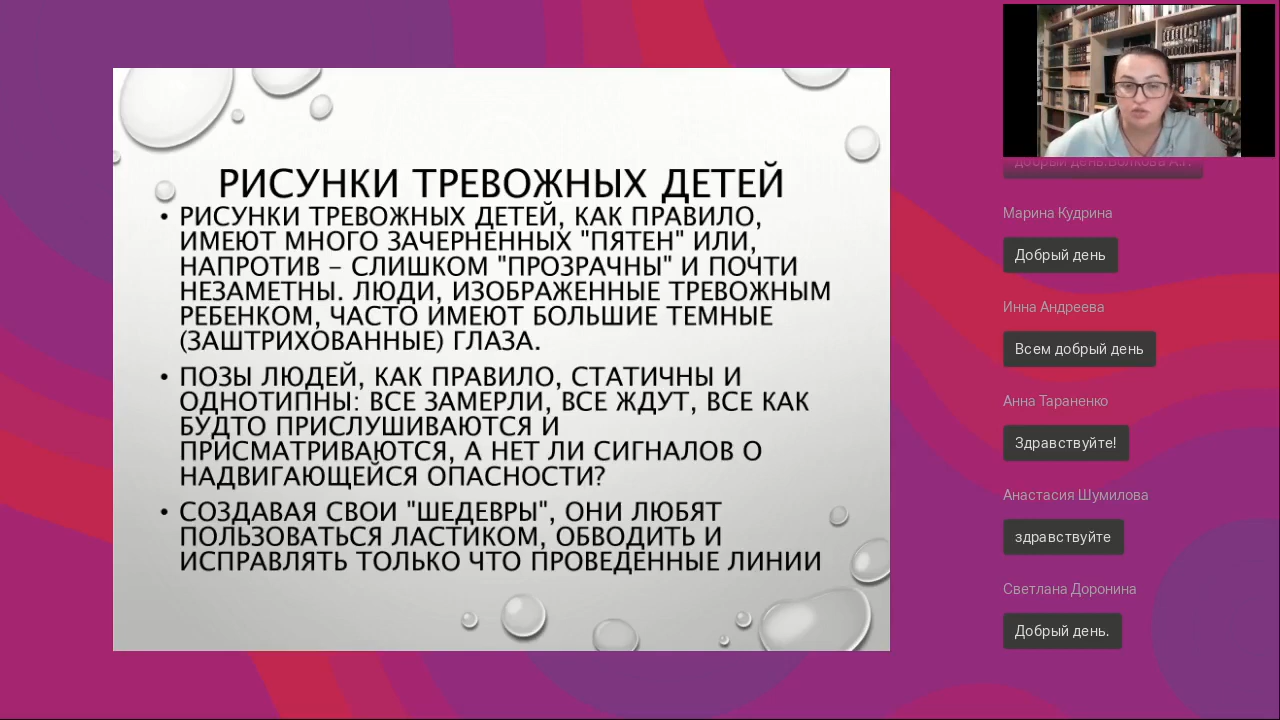 РИСУНКИ ТРЕВОЖНЫХ ДЕТЕЙ
• РИСУНКИ ТРЕВОЖНЫХ ДЕТЕЙ, КАК ПРАВИЛО,
ИМЕЮТ МНОГО ЗАЧЕРНЕННЫХ "ПЯТЕН" ИЛИ,
НАПРОТИВ – СЛИШКОМ "ПРОЗРАЧНЫ" И ПОЧТИ
НЕЗАМЕТНЫ. ЛЮДИ, ИЗОБРАЖЕННЫЕ ТРЕВОЖНЫМ
РЕБЕНКОМ, ЧАСТО ИМЕЮТ БОЛЬШИЕ ТЕМНЫЕ
(ЗАШТРИХОВАННЫЕ) ГЛАЗА.
• ПОЗЫ ЛЮДЕЙ, КАК ПРАВИЛО, СТАТИЧНЫ И
ОДНОТИПНЫ: ВСЕ ЗАМЕРЛИ, ВСЕ ЖДУТ, ВСЕ КАК
БУДТО ПРИСЛУШИВАЮТСЯ И
ПРИСМАТРИВАЮТСЯ, А НЕТ ЛИ СИГНАЛОВ О
НАДВИГАЮЩЕЙСЯ ОПАСНОСТИ?
• СОЗДАВАЯ СВОИ "ШЕДЕВРЫ", ОНИ ЛЮБЯТ
ПОЛЬЗОВАТЬСЯ ЛАСТИКОМ, ОБВОДИТЬ И
ИСПРАВЛЯТЬ ТОЛЬКО ЧТО ПРОВЕДЕННЫЕ ЛИНИИ
добрый день.Волкова А.Г.
Марина Кудрина
Добрый день
Инна Андреева
Всем добрый день
Анна Тараненко
Здравствуйте!
Анастасия Шумилова
здравствуйте
Светлана Доронина
Добрый день.